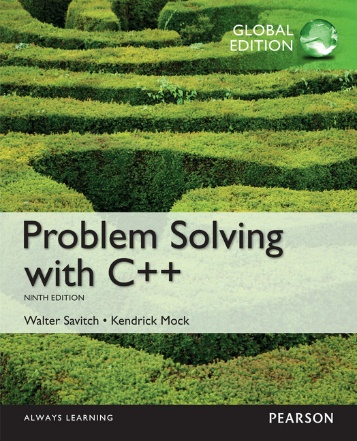 GLOBAL
EDITION
Problem Solving
with C++
NINTH EDITION
Walter Savitch • Kendrick Mock
ALWAYS LEARNING
PEARSON